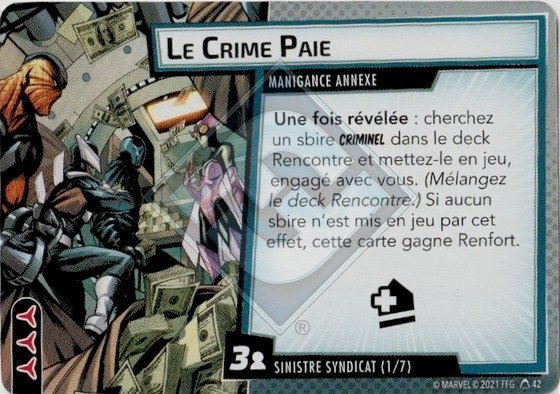 LE CRIME PAIE
MANIGANCE ANNEXE
Une fois révélée : cherchez
un sbire CRIMINEL dans le deck
Rencontre et mettez-le en jeu,
engagé avec vous. (Mélangez
le deck Rencontre.) Si aucun
sbire n'est mis en jeu par cet
effet, cette carte gagne Renfort.
®
3
SINISTRE SYNDICAT (1/7)
© MARVEL © 2021 FFG 42